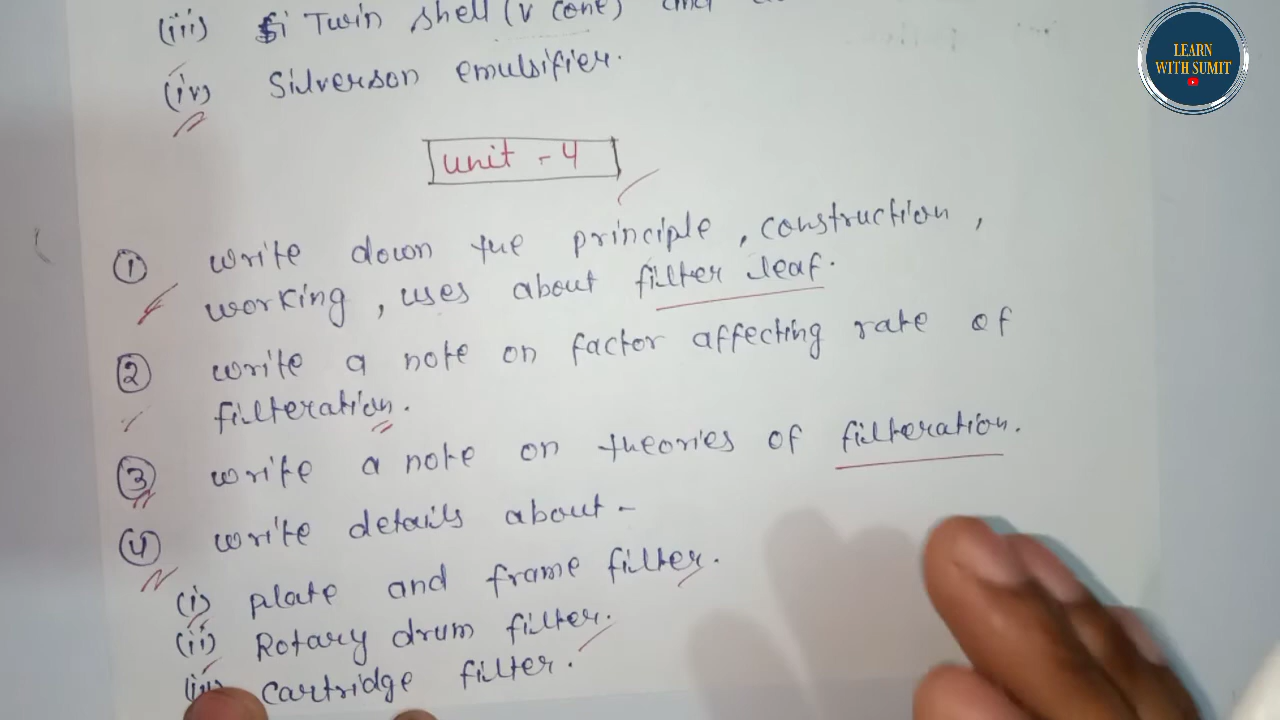 (iii) Twin shell (v cone)
(iv) Silverson emulsifier.
LEARN
WITH SUMIT
unit - 4
① write down the principle, construction,
working, uses about filter leaf.
② write a note on factor affecting rate of
filteration.
③ write a note on theories of filteration.
④ write details about -
(i) plate and frame filter.
(ii) Rotary drum filter.
(iii) Cartridge filter.